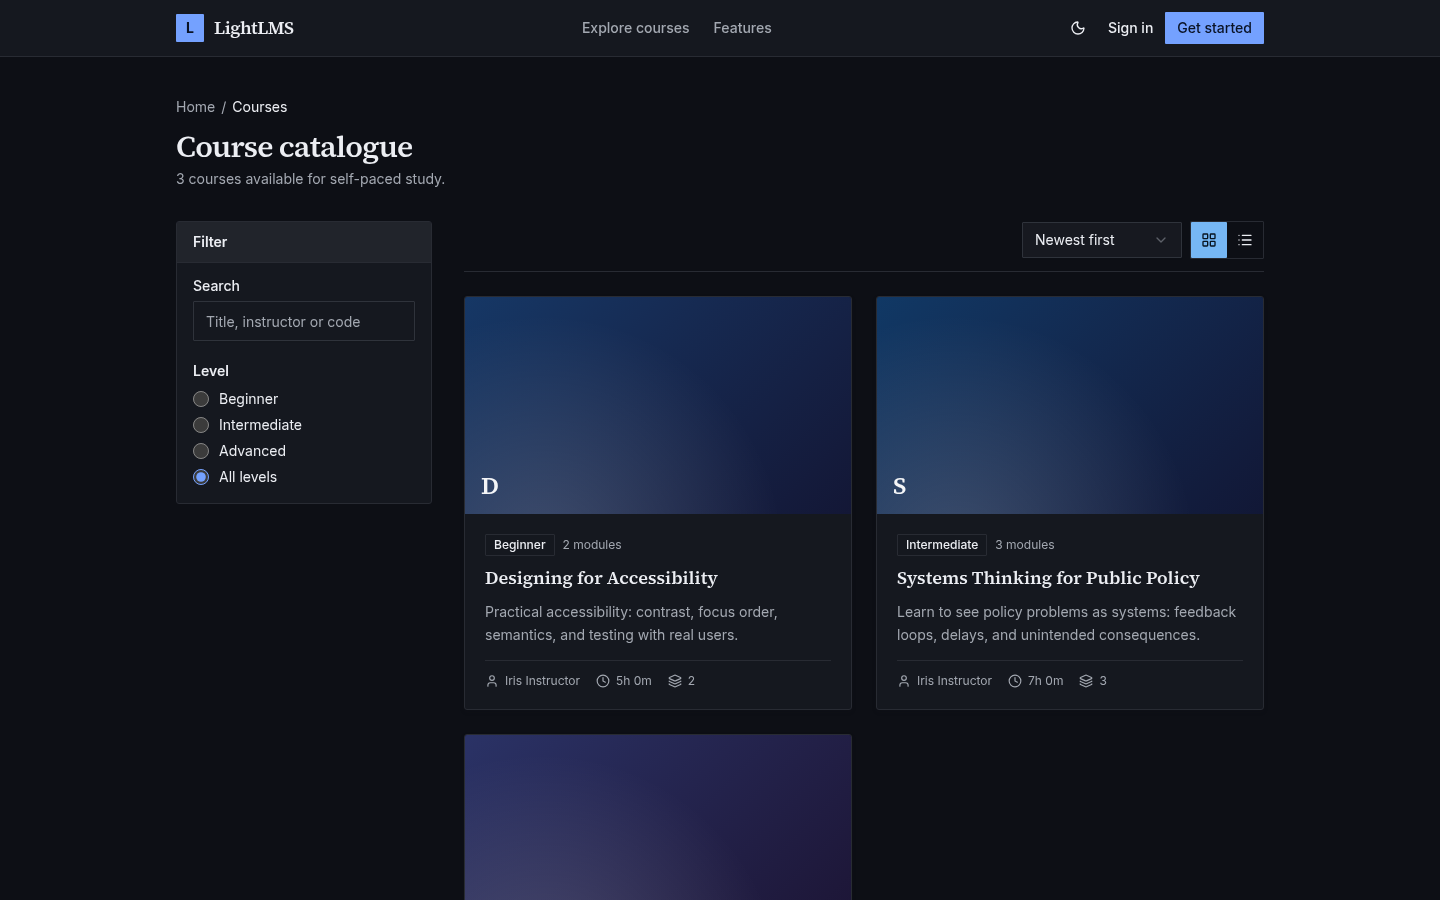 L LightLMS Explore courses Features Sign in Get started
Home / Courses
Course catalogue
3 courses available for self-paced study.
Filter
Search
Title, instructor or code
Level
Beginner
Intermediate
Advanced
All levels
Newest first
D
Beginner 2 modules
Designing for Accessibility
Practical accessibility: contrast, focus order,
semantics, and testing with real users.
Iris Instructor 5h 0m 2
S
Intermediate 3 modules
Systems Thinking for Public Policy
Learn to see policy problems as systems: feedback
loops, delays, and unintended consequences.
Iris Instructor 7h 0m 3